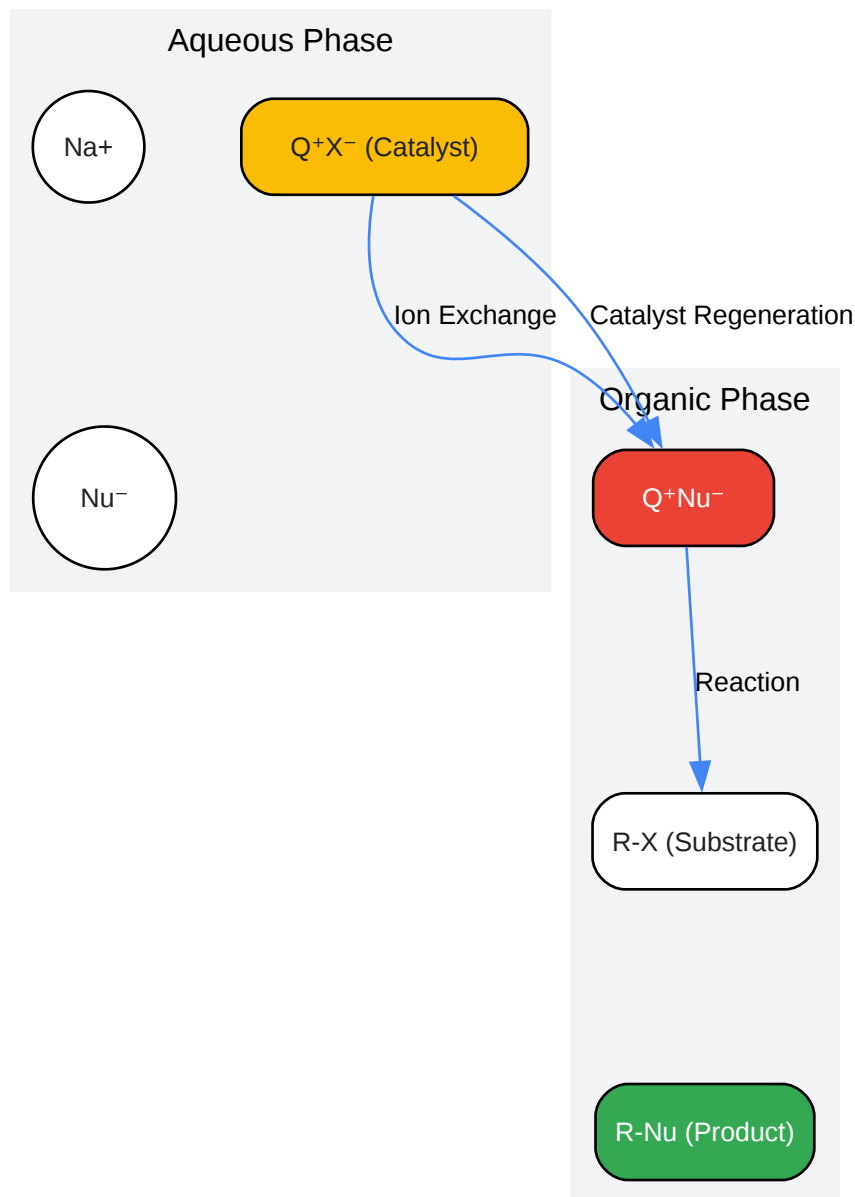 Aqueous Phase
Na+
Q⁺X⁻ (Catalyst)
Ion Exchange
Catalyst Regeneration
Organic Phase
Nu⁻
Q⁺Nu⁻
Reaction
R-X (Substrate)
R-Nu (Product)